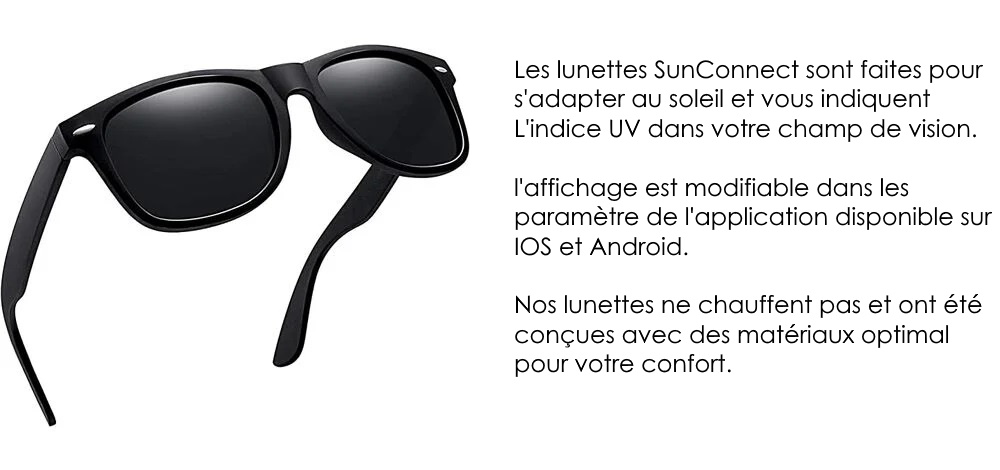 Les lunettes SunConnect sont faites pour
s'adapter au soleil et vous indiquent
L'indice UV dans votre champ de vision.
l'affichage est modifiable dans les
paramètre de l'application disponible sur
IOS et Android.
Nos lunettes ne chauffent pas et ont été
conçues avec des matériaux optimal
pour votre confort.